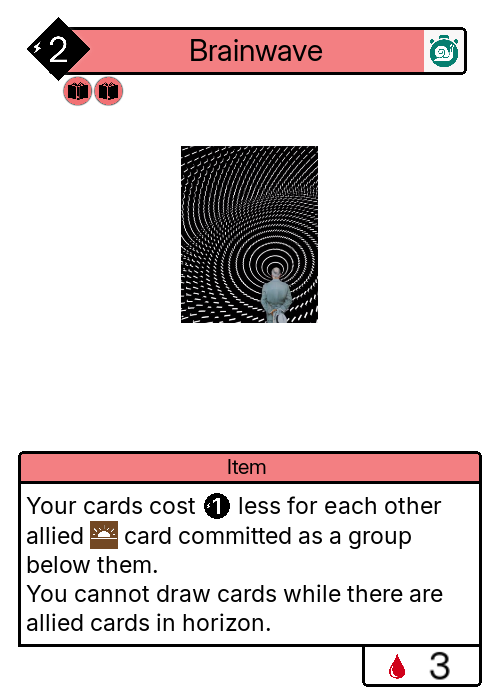 2
Brainwave
Item
Your cards cost 1 less for each other
allied card committed as a group
below them.
You cannot draw cards while there are
allied cards in horizon.
3